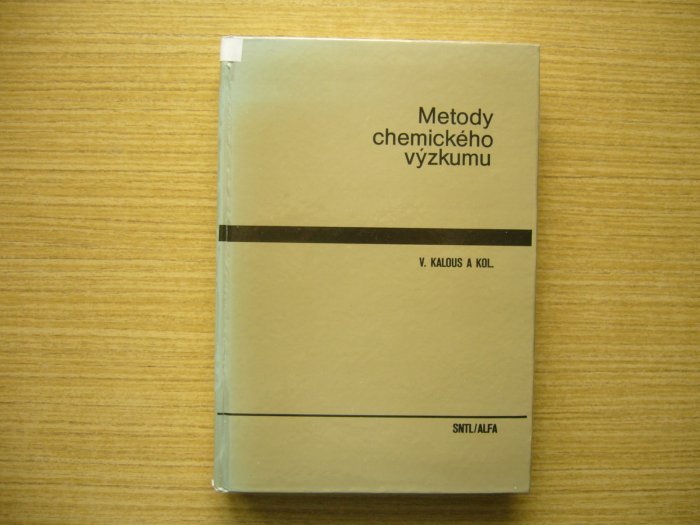 Metody
chemického
výzkumu
V. KALOUS A KOL.
SNTL/ALFA